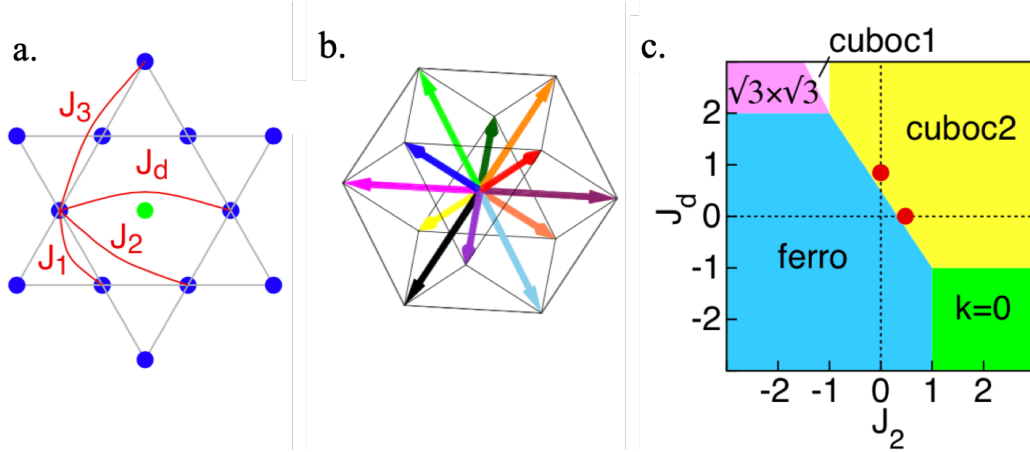 a.
J3
Jd
J2
J1
b.
c.
cuboc1
√3×√3
cuboc2
ferro
k=0
2
1
0
-1
-2
Jd
-2 -1 0 1 2
J2